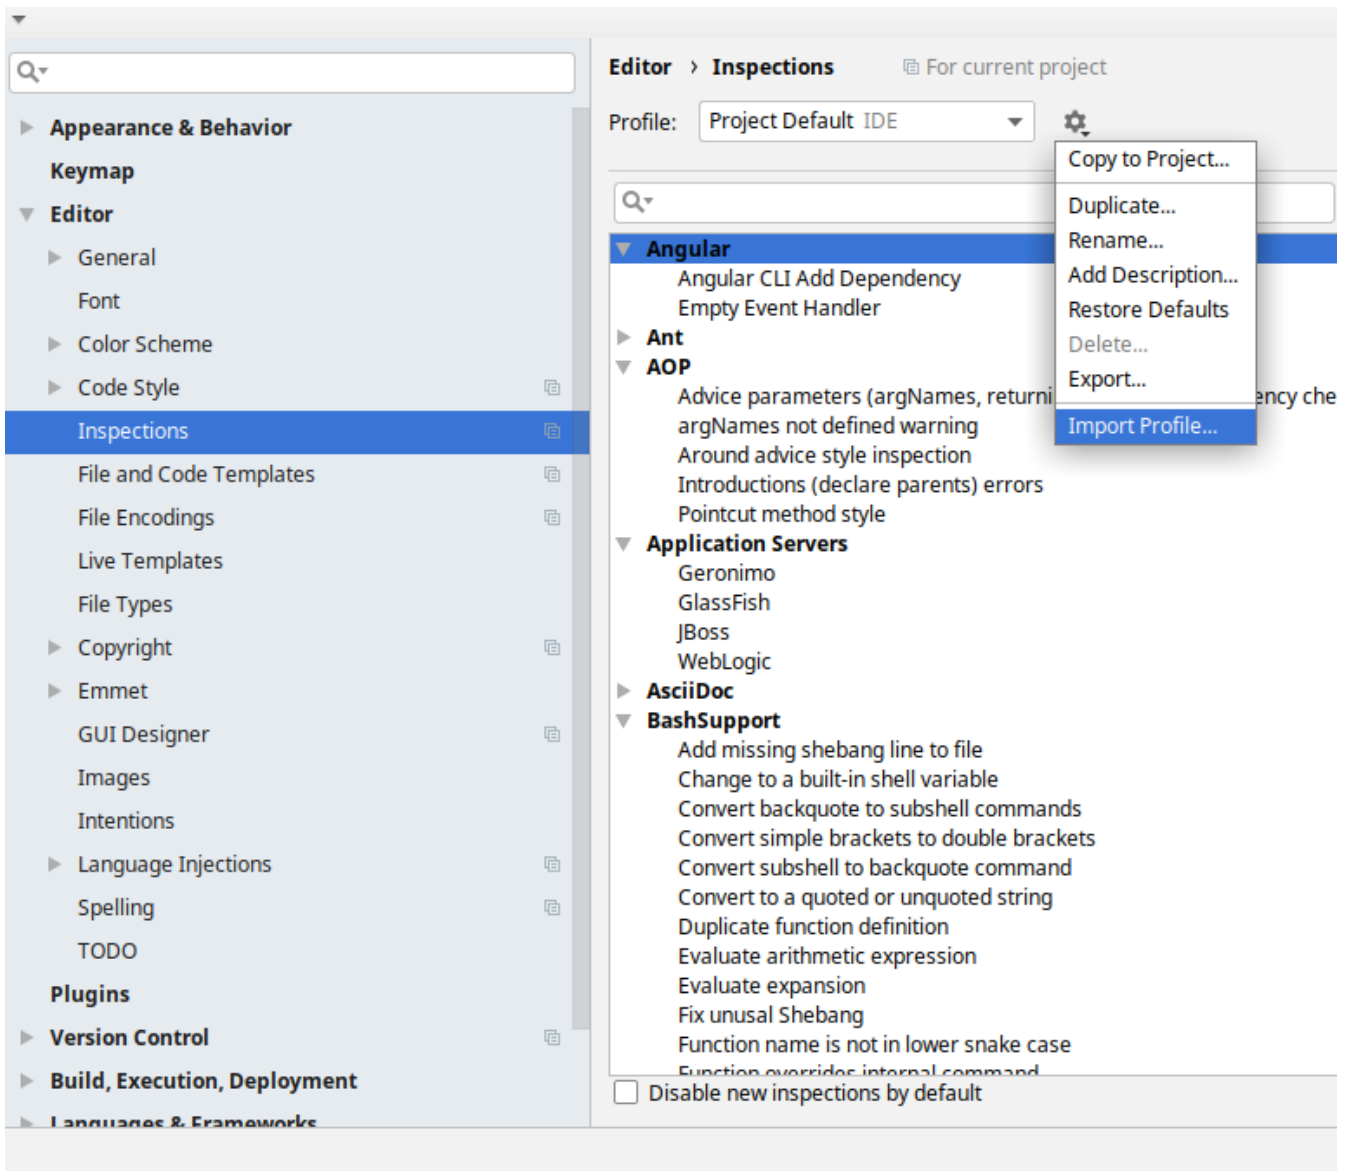 Appearance & Behavior
Keymap
Editor
General
Font
Color Scheme
Code Style
Inspections
File and Code Templates
File Encodings
Live Templates
File Types
Copyright
Emmet
GUI Designer
Images
Intentions
Language Injections
Spelling
TODO
Plugins
Version Control
Build, Execution, Deployment
Languages & Frameworks
Editor › Inspections For current project
Profile: Project Default IDE
Copy to Project...
Duplicate...
Rename...
Add Description...
Restore Defaults
Delete...
Export...
Import Profile...
Angular
Angular CLI Add Dependency
Empty Event Handler
Ant
AOP
Advice parameters (argNames, returni ency che
argNames not defined warning
Around advice style inspection
Introductions (declare parents) errors
Pointcut method style
Application Servers
Geronimo
GlassFish
JBoss
WebLogic
AsciiDoc
BashSupport
Add missing shebang line to file
Change to a built-in shell variable
Convert backquote to subshell commands
Convert simple brackets to double brackets
Convert subshell to backquote command
Convert to a quoted or unquoted string
Duplicate function definition
Evaluate arithmetic expression
Evaluate expansion
Fix unusal Shebang
Function name is not in lower snake case
Function overrides internal command
Disable new inspections by default